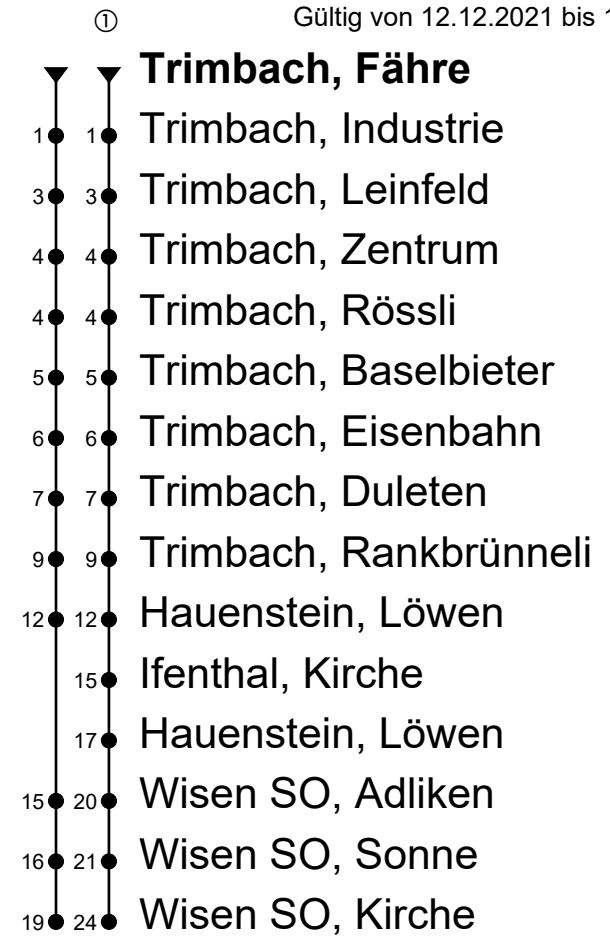 ① Gültig von 12.12.2021 bis 1
Trimbach, Fähre
1 1 Trimbach, Industrie
3 3 Trimbach, Leinfeld
4 4 Trimbach, Zentrum
4 4 Trimbach, Rössli
5 5 Trimbach, Baselbieter
6 6 Trimbach, Eisenbahn
7 7 Trimbach, Duleten
9 9 Trimbach, Rankbrünneli
12 12 Hauenstein, Löwen
15 Ifenthal, Kirche
17 Hauenstein, Löwen
15 20 Wisen SO, Adliken
16 21 Wisen SO, Sonne
19 24 Wisen SO, Kirche